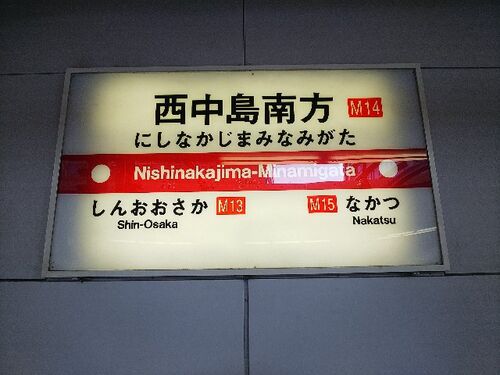 西中島南方 M14
にしなかじまみなみがた
Nishinakajima-Minamigata
しんおおさか M13 M15 なかつ
Shin-Osaka Nakatsu